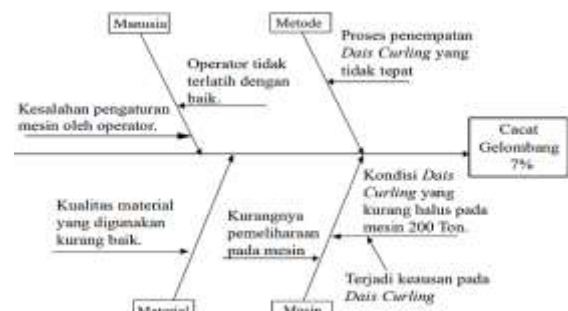 Manusia
Metode
Proses penempatan
Dais Curling yang
tidak tepat
Operator tidak
terlatih dengan
baik.
Kesalahan pengaturan
mesin oleh operator.
Cacat
Gelombang
7%
Kualitas material
yang digunakan
kurang baik.
Kurangnya
pemeliharaan
pada mesin
Kondisi Dais
Curling yang
kurang halus pada
mesin 200 Ton.
Terjadi keausan pada
Dais Curling
Material
Mesin